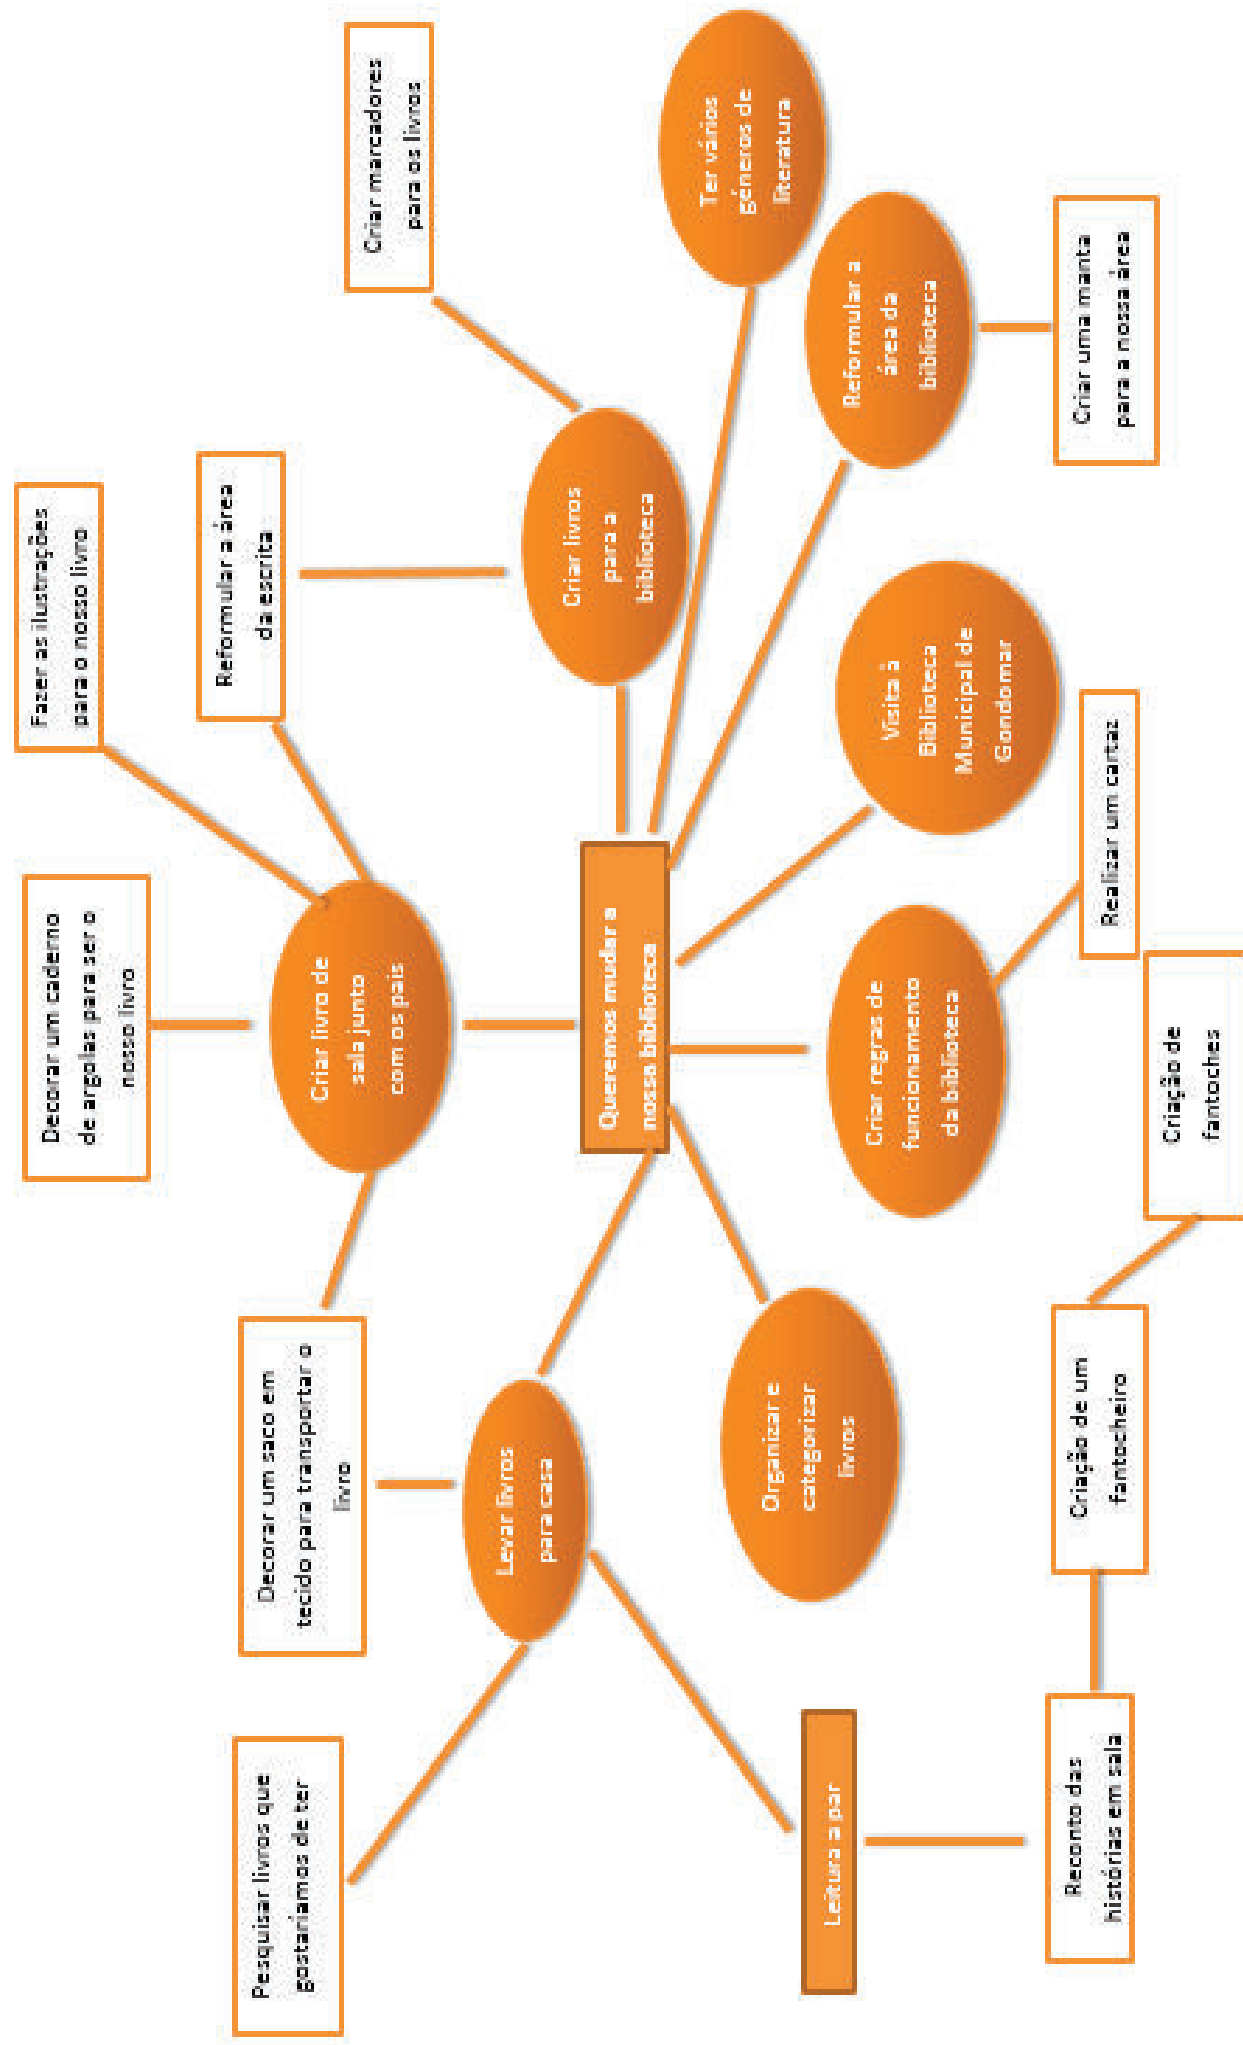 Pesquisar livros que
gostariamos de ter
Decorar um saco em
tecido para transportar o
livro
Decorar um caderno
de argolas para ser o
nosso livro
Fazer as ilustrações
para o nosso livro
Reformular a área
da escrita
Criar marcadores
para os livros
Criar livro de
sala junto
com os pais
Levar livros
para casa
Criar livros
para a
biblioteca
Queremos mudar a
nossa biblioteca
Ter vários
géneros de
literatura
Organizar e
categorizar
livros
Criar regras de
funcionamento
da biblioteca
Visita à
Biblioteca
Municipal de
Gondomar
Reformular a
área da
biblioteca
Leitura a par
Reconto das
histórias em sala
Criação de um
fantocheiro
Criação de
fantoches
Realizar um cartaz
Criar uma manta
para a nossa área